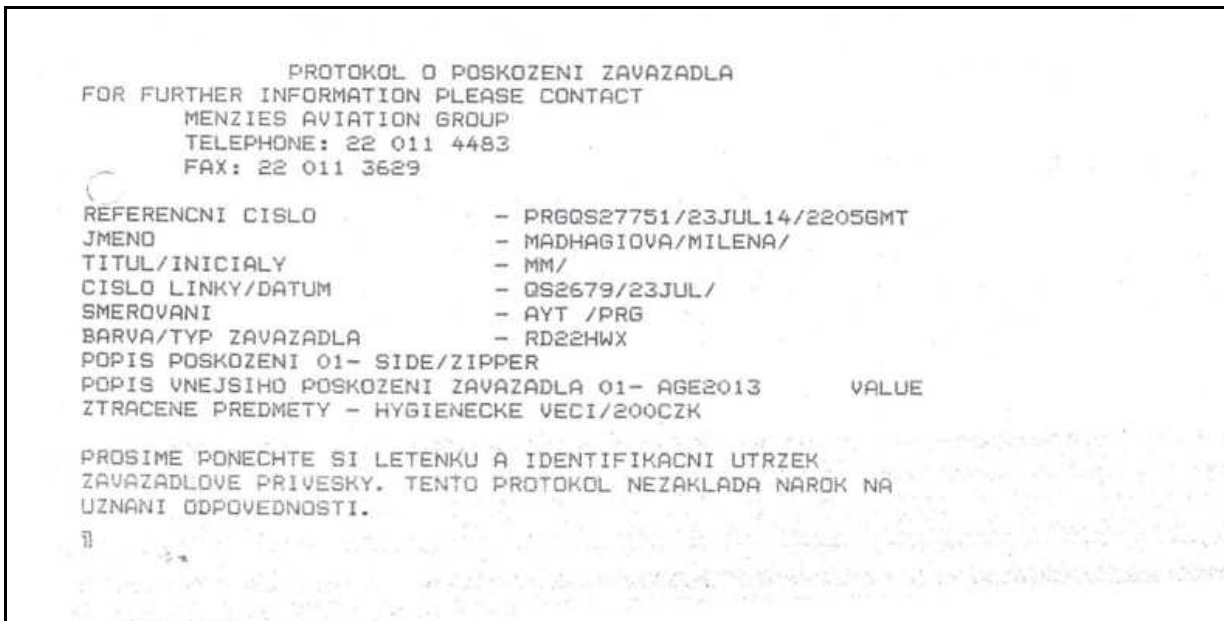 PROTOKOL O POSKOZENI ZAVAZADLA
FOR FURTHER INFORMATION PLEASE CONTACT
MENZIES AVIATION GROUP
TELEPHONE: 22 011 4483
FAX: 22 011 3629
REFERENCNI CISLO - PRGQS27751/23JUL14/2205GMT
JMENO - MADHAGIOVA/MILENA/
TITUL/INICIALY - MM/
CISLO LINKY/DATUM - QS2679/23JUL/
SMEROVANI - AYT /PRG
BARVA/TYP ZAVAZADLA - RD22HWX
POPIS POSKOZENI 01- SIDE/ZIPPER
POPIS VNEJSIHO POSKOZENI ZAVAZADLA 01- AGE2013 VALUE
ZTRACENE PREDMETY - HYGIENECKE VECI/200CZK
PROSIME PONECHTE SI LETENKU A IDENTIFIKACNI UTRZEK
ZAVAZADLOVE PRIVESKY. TENTO PROTOKOL NEZAKLADA NAROK NA
UZNANI ODPOVEDNOSTI.